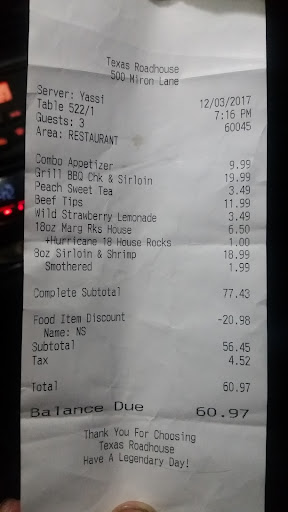 Texas Roadhouse
500 Miron Lane
Server: Yassi 12/03/2017
Table 522/1 7:16 PM
Guests: 3 60045
Area: RESTAURANT
Combo Appetizer 9.99
Grill BBQ Chk & Sirloin 19.99
Peach Sweet Tea 3.49
Beef Tips 11.99
Wild Strawberry Lemonade 3.49
18oz Marg Rks House 6.50
+Hurricane 18 House Rocks 1.00
8oz Sirloin & Shrimp 18.99
Smothered 1.99
Complete Subtotal 77.43
Food Item Discount -20.98
Name: NS
Subtotal 56.45
Tax 4.52
Total 60.97
Balance Due 60.97
Thank You For Choosing
Texas Roadhouse
Have A Legendary Day!